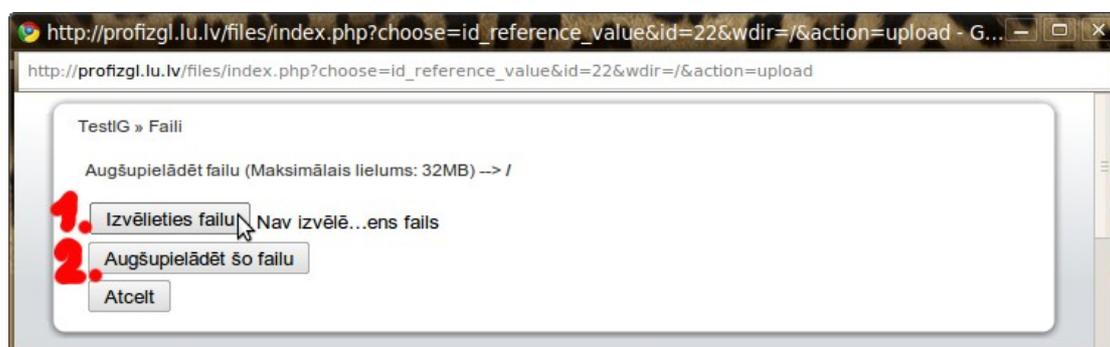 http://profizgl.lu.lv/files/index.php?choose=id_reference_value&id=22&wdir=/&action=upload - G...
http://profizgl.lu.lv/files/index.php?choose=id_reference_value&id=22&wdir=/&action=upload
TestIG » Faili
Augšupielādēt failu (Maksimālais lielums: 32MB) --> /
1. Izvēlieties failu Nav izvēlē...ens fails
2. Augšupielādēt šo failu
Atcelt